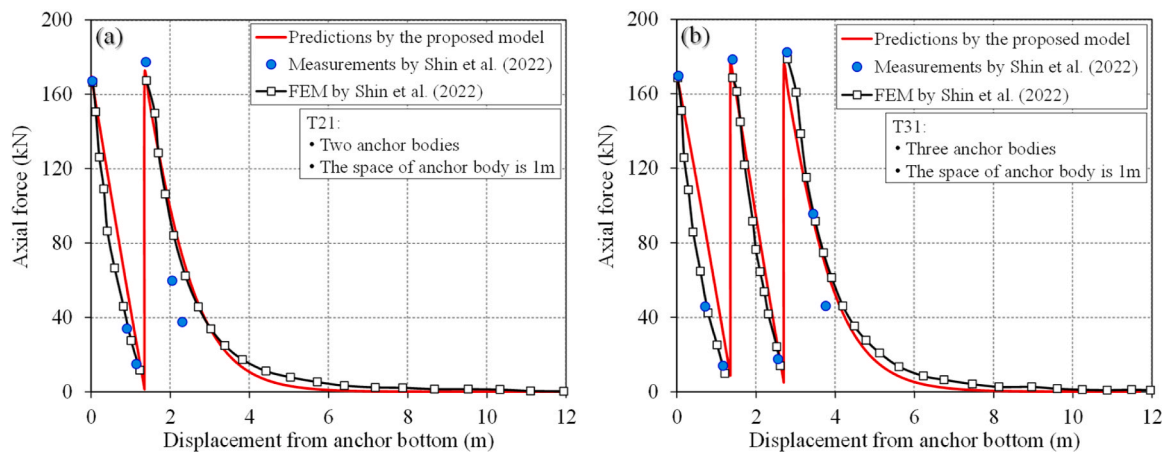 (a)
Predictions by the proposed model
Measurements by Shin et al. (2022)
FEM by Shin et al. (2022)
T21:
• Two anchor bodies
• The space of anchor body is 1m
Axial force (kN)
200
160
120
80
40
0
0 2 4 6 8 10 12
Displacement from anchor bottom (m)
(b)
Predictions by the proposed model
Measurements by Shin et al. (2022)
FEM by Shin et al. (2022)
T31:
• Three anchor bodies
• The space of anchor body is 1m
Axial force (kN)
200
160
120
80
40
0
0 2 4 6 8 10 12
Displacement from anchor bottom (m)